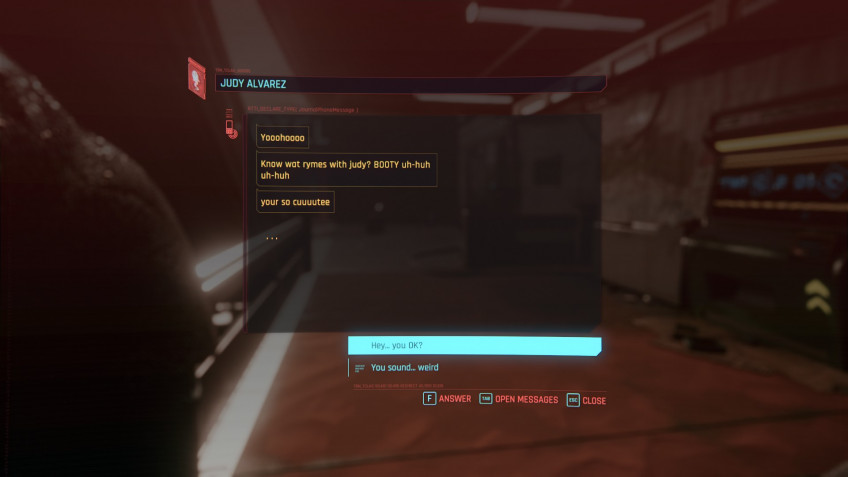 JUDY ALVAREZ
Yooohoooo
Know wat rymes with judy? BOOTY uh-huh
uh-huh
your so cuuuutee
...
Hey... you OK?
You sound... weird
F ANSWER TAB OPEN MESSAGES ESC CLOSE